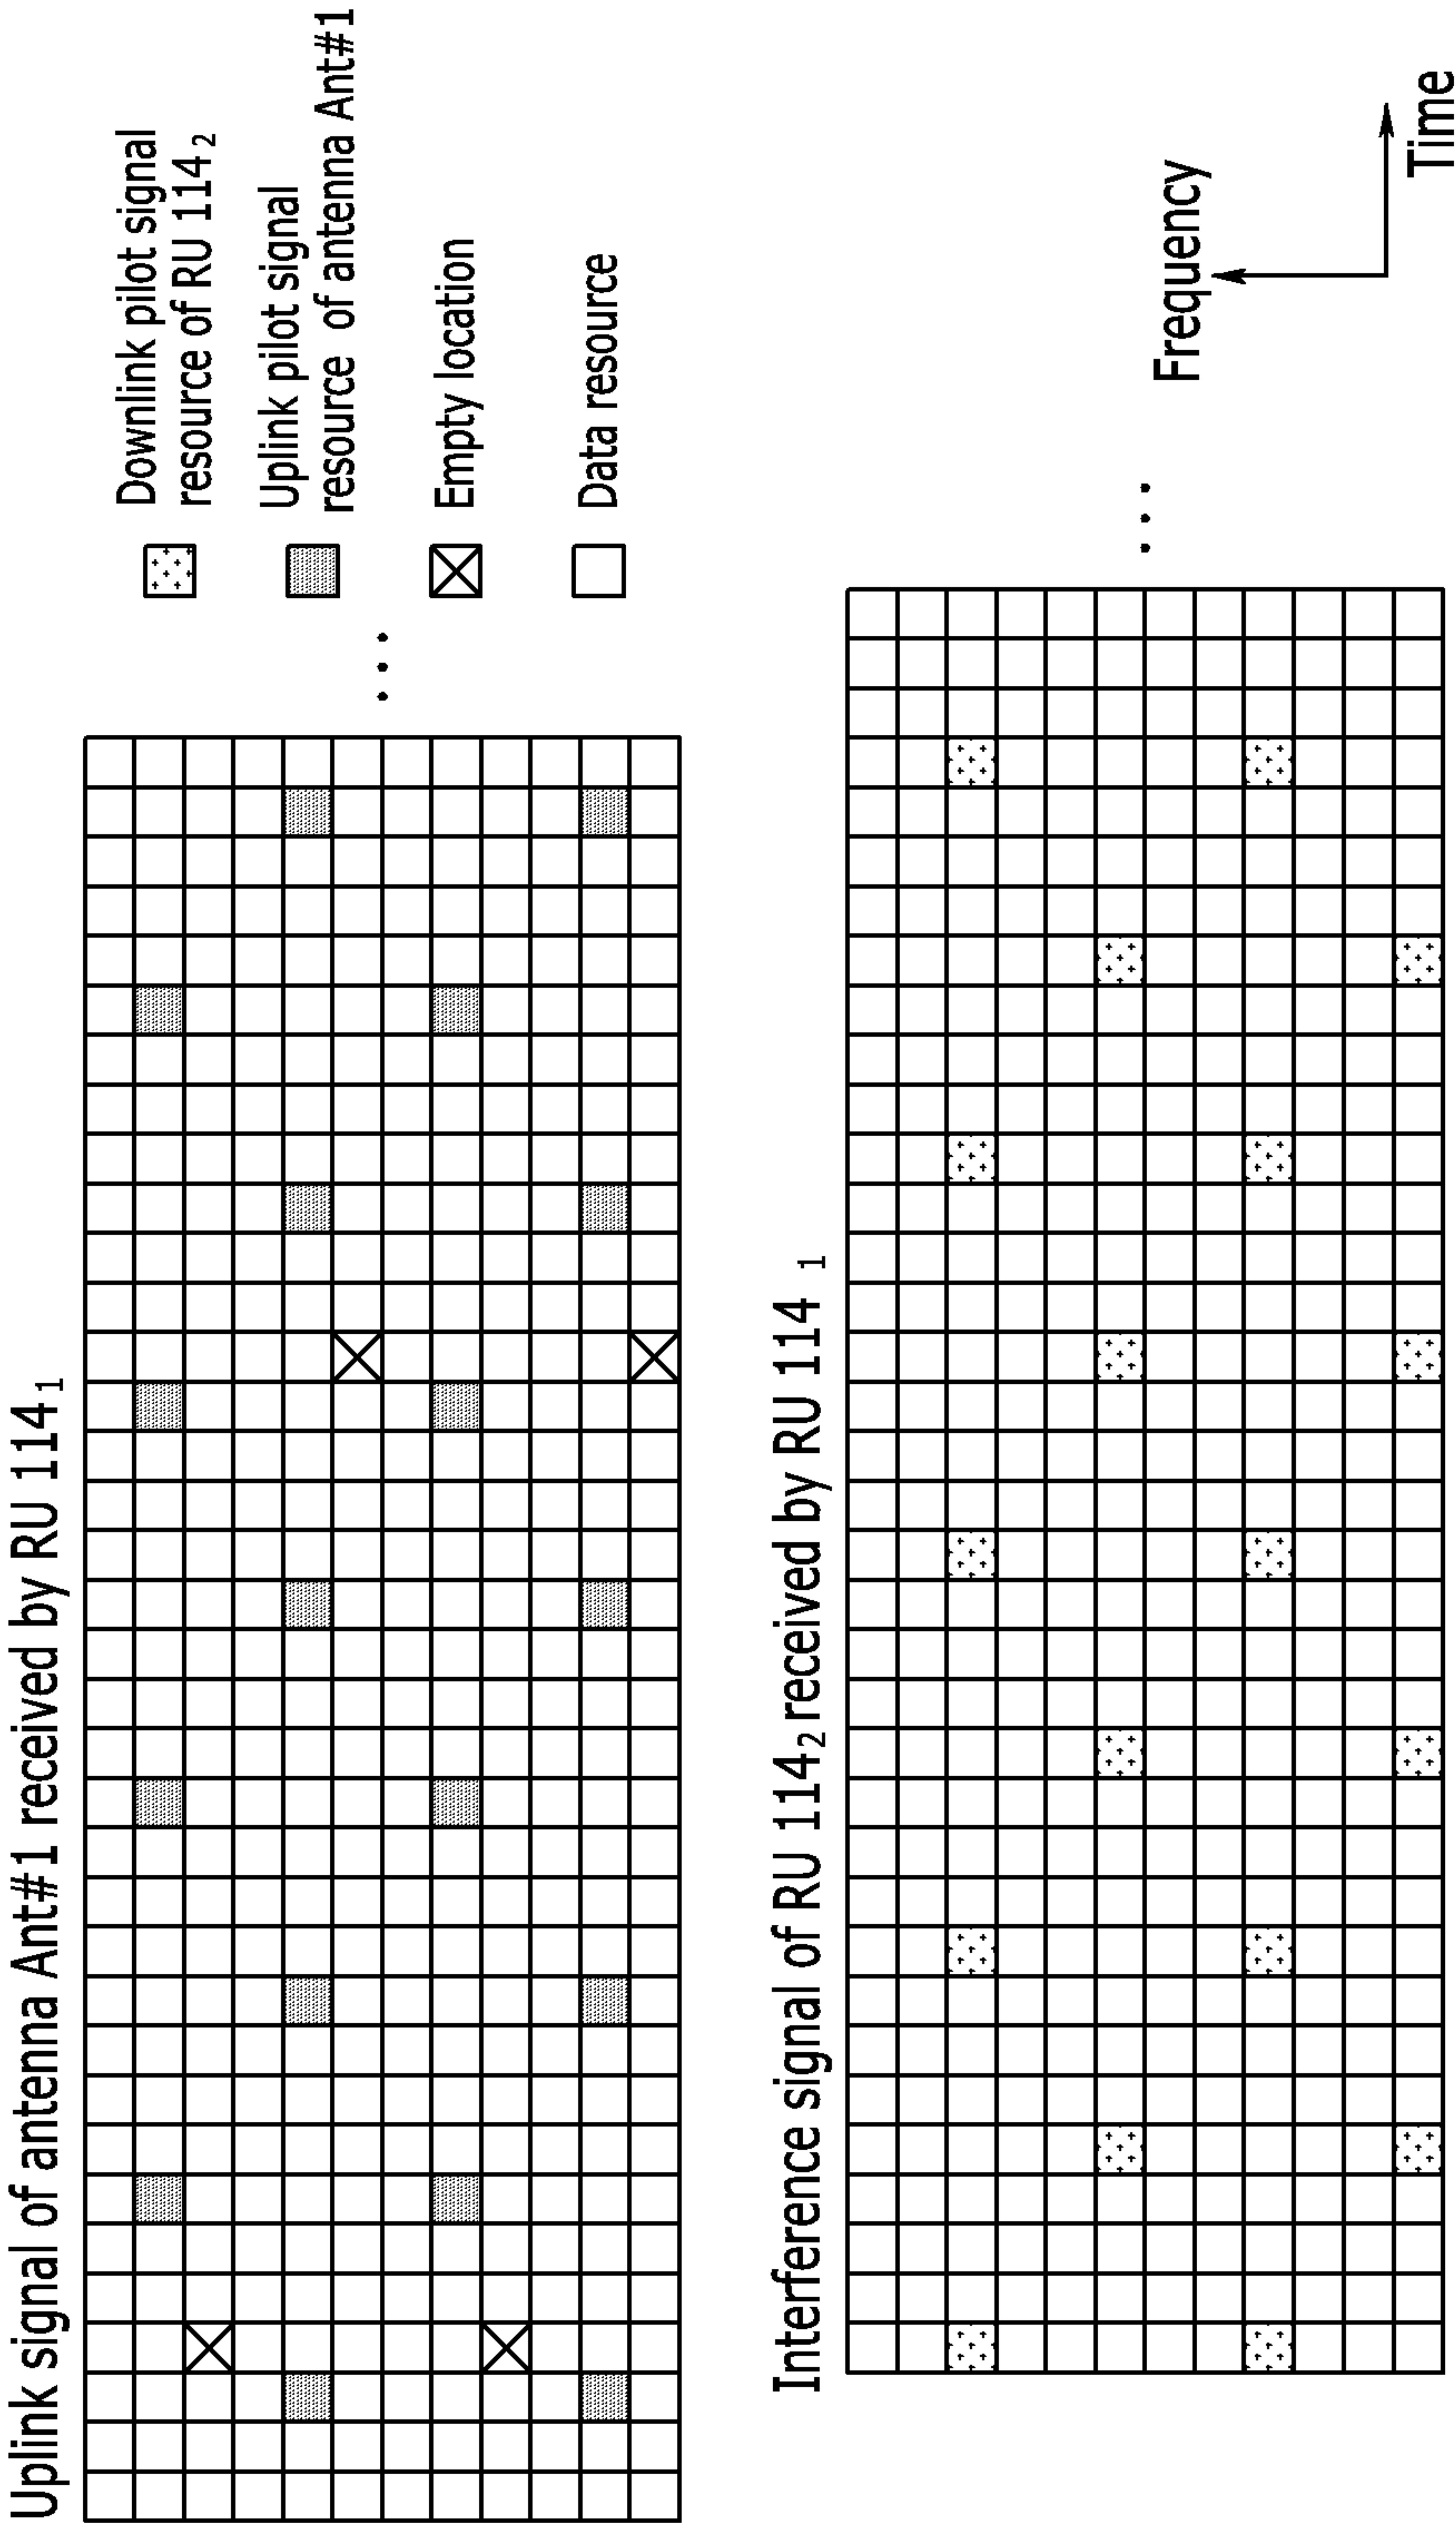 Uplink signal of antenna Ant#1 received by RU 114₁
Downlink pilot signal
resource of RU 114₂
Uplink pilot signal
resource of antenna Ant#1
Empty location
Data resource
Interference signal of RU 114₂ received by RU 114₁
Frequency
Time